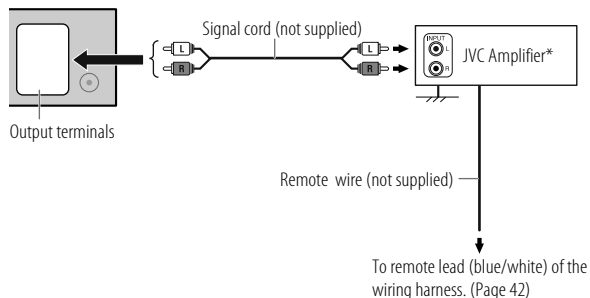 Signal cord (not supplied)
L
R
L
R
INPUT
L
R
JVC Amplifier*
Output terminals
Remote wire (not supplied)
To remote lead (blue/white) of the
wiring harness. (Page 42)